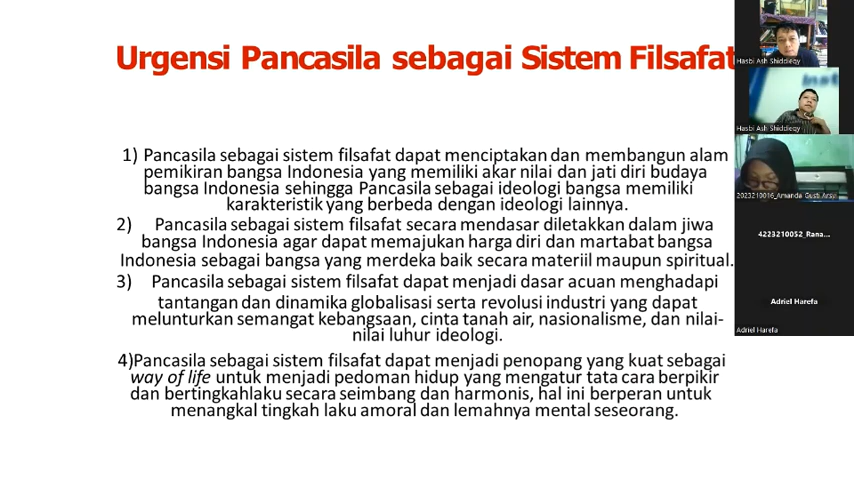 Urgensi Pancasila sebagai Sistem Filsafat
1) Pancasila sebagai sistem filsafat dapat menciptakan dan membangun alam
pemikiran bangsa Indonesia yang memiliki akar nilai dan jati diri budaya
bangsa Indonesia sehingga Pancasila sebagai ideologi bangsa memiliki
karakteristik yang berbeda dengan ideologi lainnya.
2) Pancasila sebagai sistem filsafat secara mendasar diletakkan dalam jiwa
bangsa Indonesia agar dapat memajukan harga diri dan martabat bangsa
Indonesia sebagai bangsa yang merdeka baik secara materiil maupun spiritual.
3) Pancasila sebagai sistem filsafat dapat menjadi dasar acuan menghadapi
tantangan dan dinamika globalisasi serta revolusi industri yang dapat
melunturkan semangat kebangsaan, cinta tanah air, nasionalisme, dan nilai-
nilai luhur ideologi.
4)Pancasila sebagai sistem filsafat dapat menjadi penopang yang kuat sebagai
way of life untuk menjadi pedoman hidup yang mengatur tata cara berpikir
dan bertingkahlaku secara seimbang dan harmonis, hal ini berperan untuk
menangkal tingkah laku amoral dan lemahnya mental seseorang.
Hasbi Ash Shiddieqy
Hasbi Ash Shiddieqy
2023210016_Amanda Gusti Arsyi
4223210052_Rana...
Adriel Harefa
Adriel Harefa